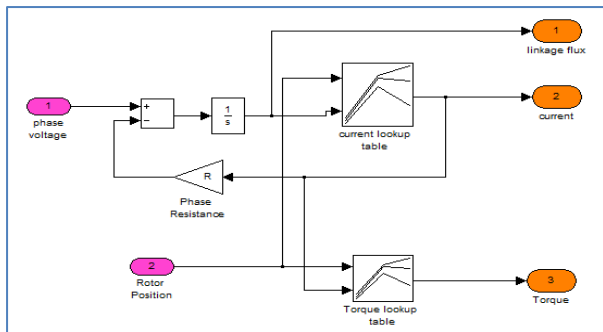 1
linkage flux
1
phase
voltage
+
−
1
s
current lookup
table
2
current
R
Phase
Resistance
2
Rotor
Position
Torque lookup
table
3
Torque